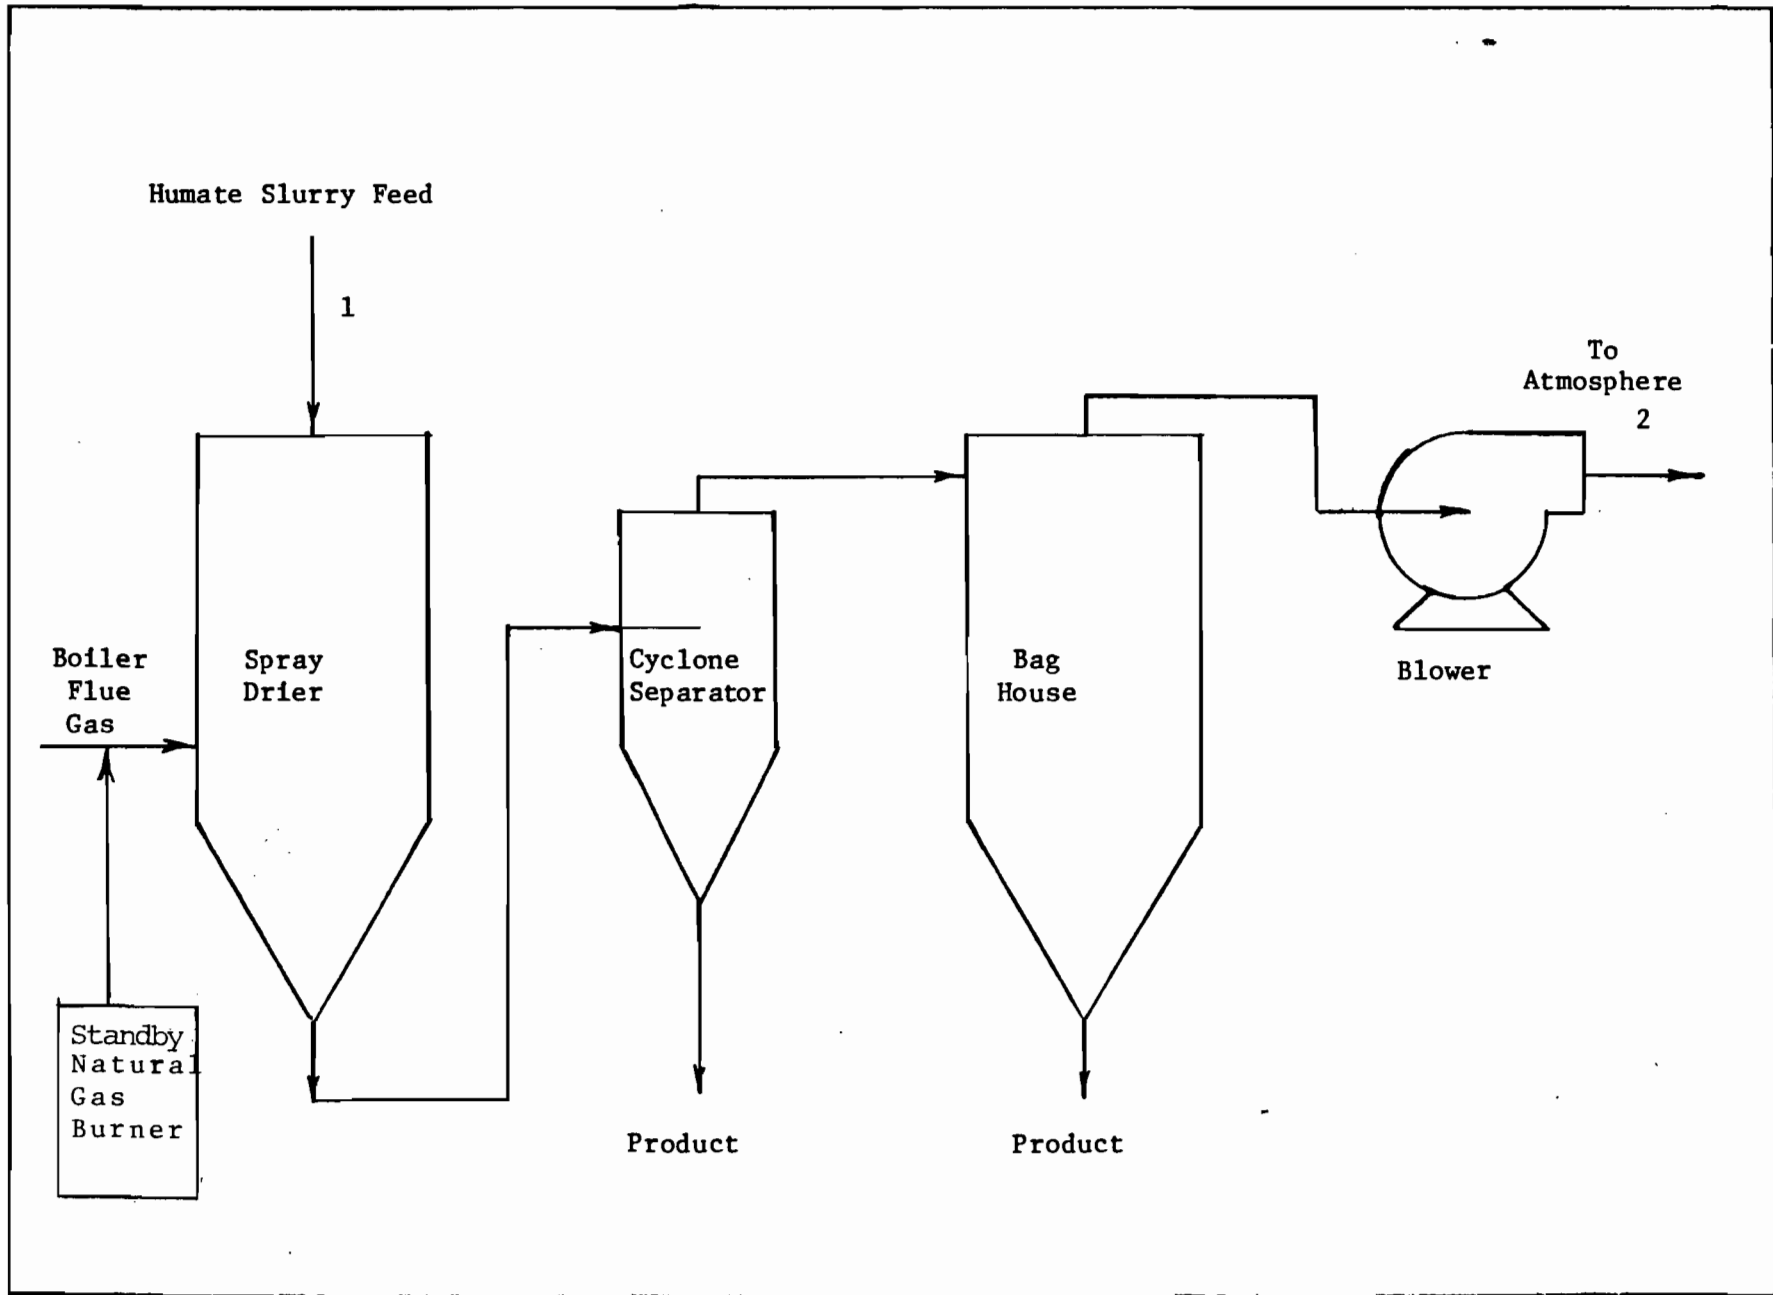 Humate Slurry Feed
1
To
Atmosphere
2
Boiler
Flue
Gas
Spray
Drier
Cyclone
Separator
Bag
House
Blower
Standby
Natural
Gas
Burner
Product
Product